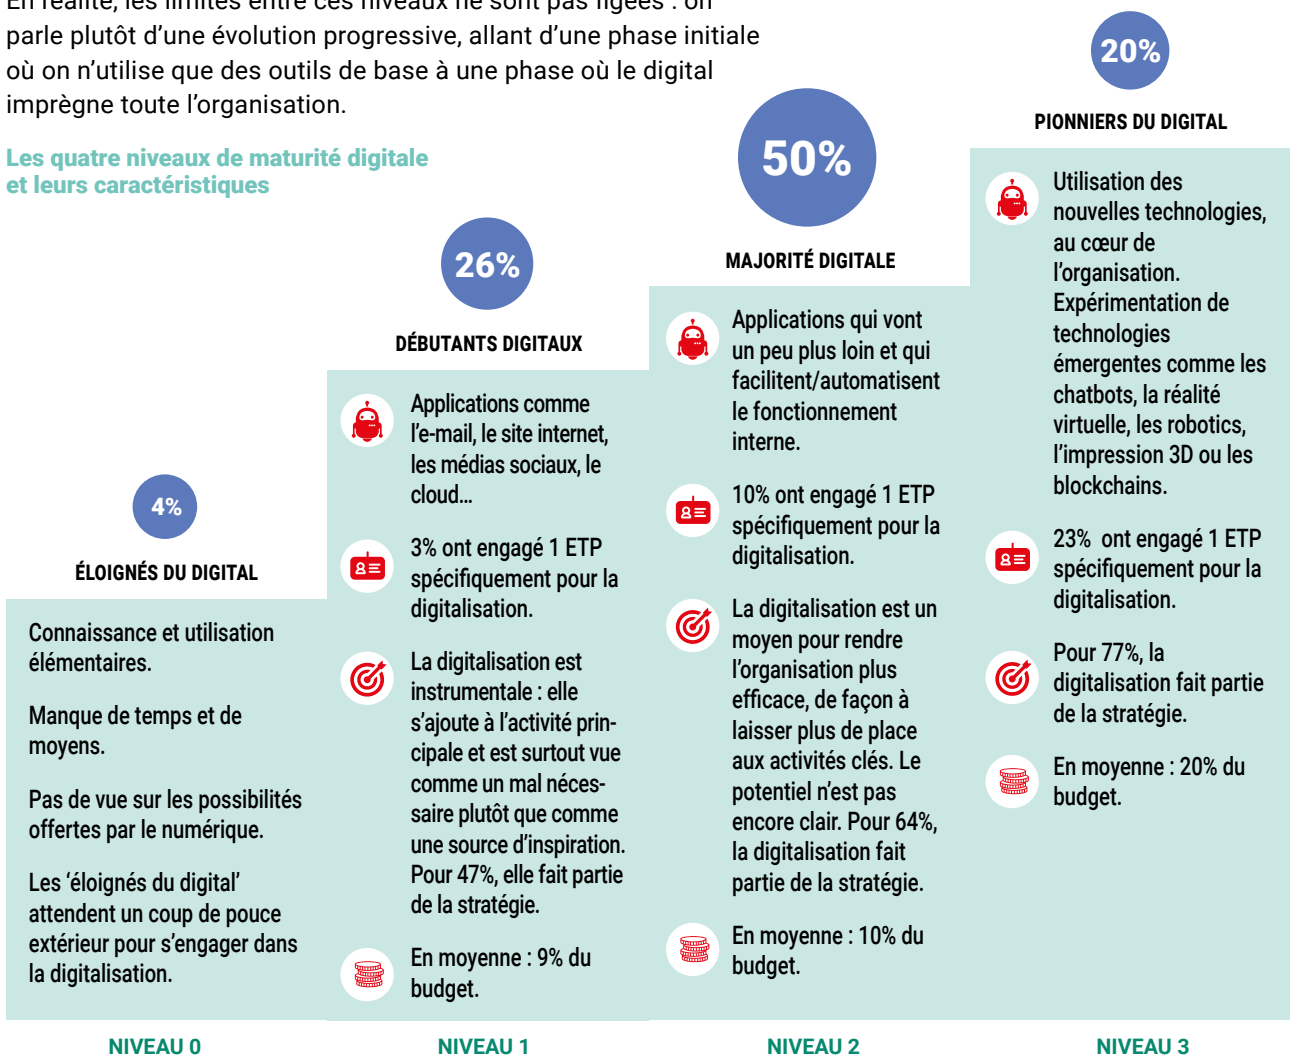 En réalité, les limites entre ces niveaux ne sont pas figées : on
parle plutôt d’une évolution progressive, allant d’une phase initiale
où on n’utilise que des outils de base à une phase où le digital
imprègne toute l’organisation.
Les quatre niveaux de maturité digitale
et leurs caractéristiques
4%
ÉLOIGNÉS DU DIGITAL
Connaissance et utilisation
élémentaires.
Manque de temps et de
moyens.
Pas de vue sur les possibilités
offertes par le numérique.
Les ‘éloignés du digital’
attendent un coup de pouce
extérieur pour s’engager dans
la digitalisation.
NIVEAU 0
26%
DÉBUTANTS DIGITAUX
Applications comme
l’e-mail, le site internet,
les médias sociaux, le
cloud…
3% ont engagé 1 ETP
spécifiquement pour la
digitalisation.
La digitalisation est
instrumentale : elle
s’ajoute à l’activité prin-
cipale et est surtout vue
comme un mal néces-
saire plutôt que comme
une source d’inspiration.
Pour 47%, elle fait partie
de la stratégie.
En moyenne : 9% du
budget.
NIVEAU 1
50%
MAJORITÉ DIGITALE
Applications qui vont
un peu plus loin et qui
facilitent/automatisent
le fonctionnement
interne.
10% ont engagé 1 ETP
spécifiquement pour la
digitalisation.
La digitalisation est un
moyen pour rendre
l’organisation plus
efficace, de façon à
laisser plus de place
aux activités clés. Le
potentiel n’est pas
encore clair. Pour 64%,
la digitalisation fait
partie de la stratégie.
En moyenne : 10% du
budget.
NIVEAU 2
20%
PIONNIERS DU DIGITAL
Utilisation des
nouvelles technologies,
au cœur de
l’organisation.
Expérimentation de
technologies
émergentes comme les
chatbots, la réalité
virtuelle, les robotics,
l’impression 3D ou les
blockchains.
23% ont engagé 1 ETP
spécifiquement pour la
digitalisation.
Pour 77%, la
digitalisation fait partie
de la stratégie.
En moyenne : 20% du
budget.
NIVEAU 3